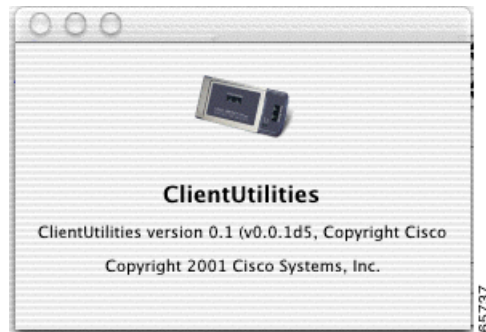 ClientUtilities
ClientUtilities version 0.1 (v0.0.1d5, Copyright Cisco
Copyright 2001 Cisco Systems, Inc.
65737